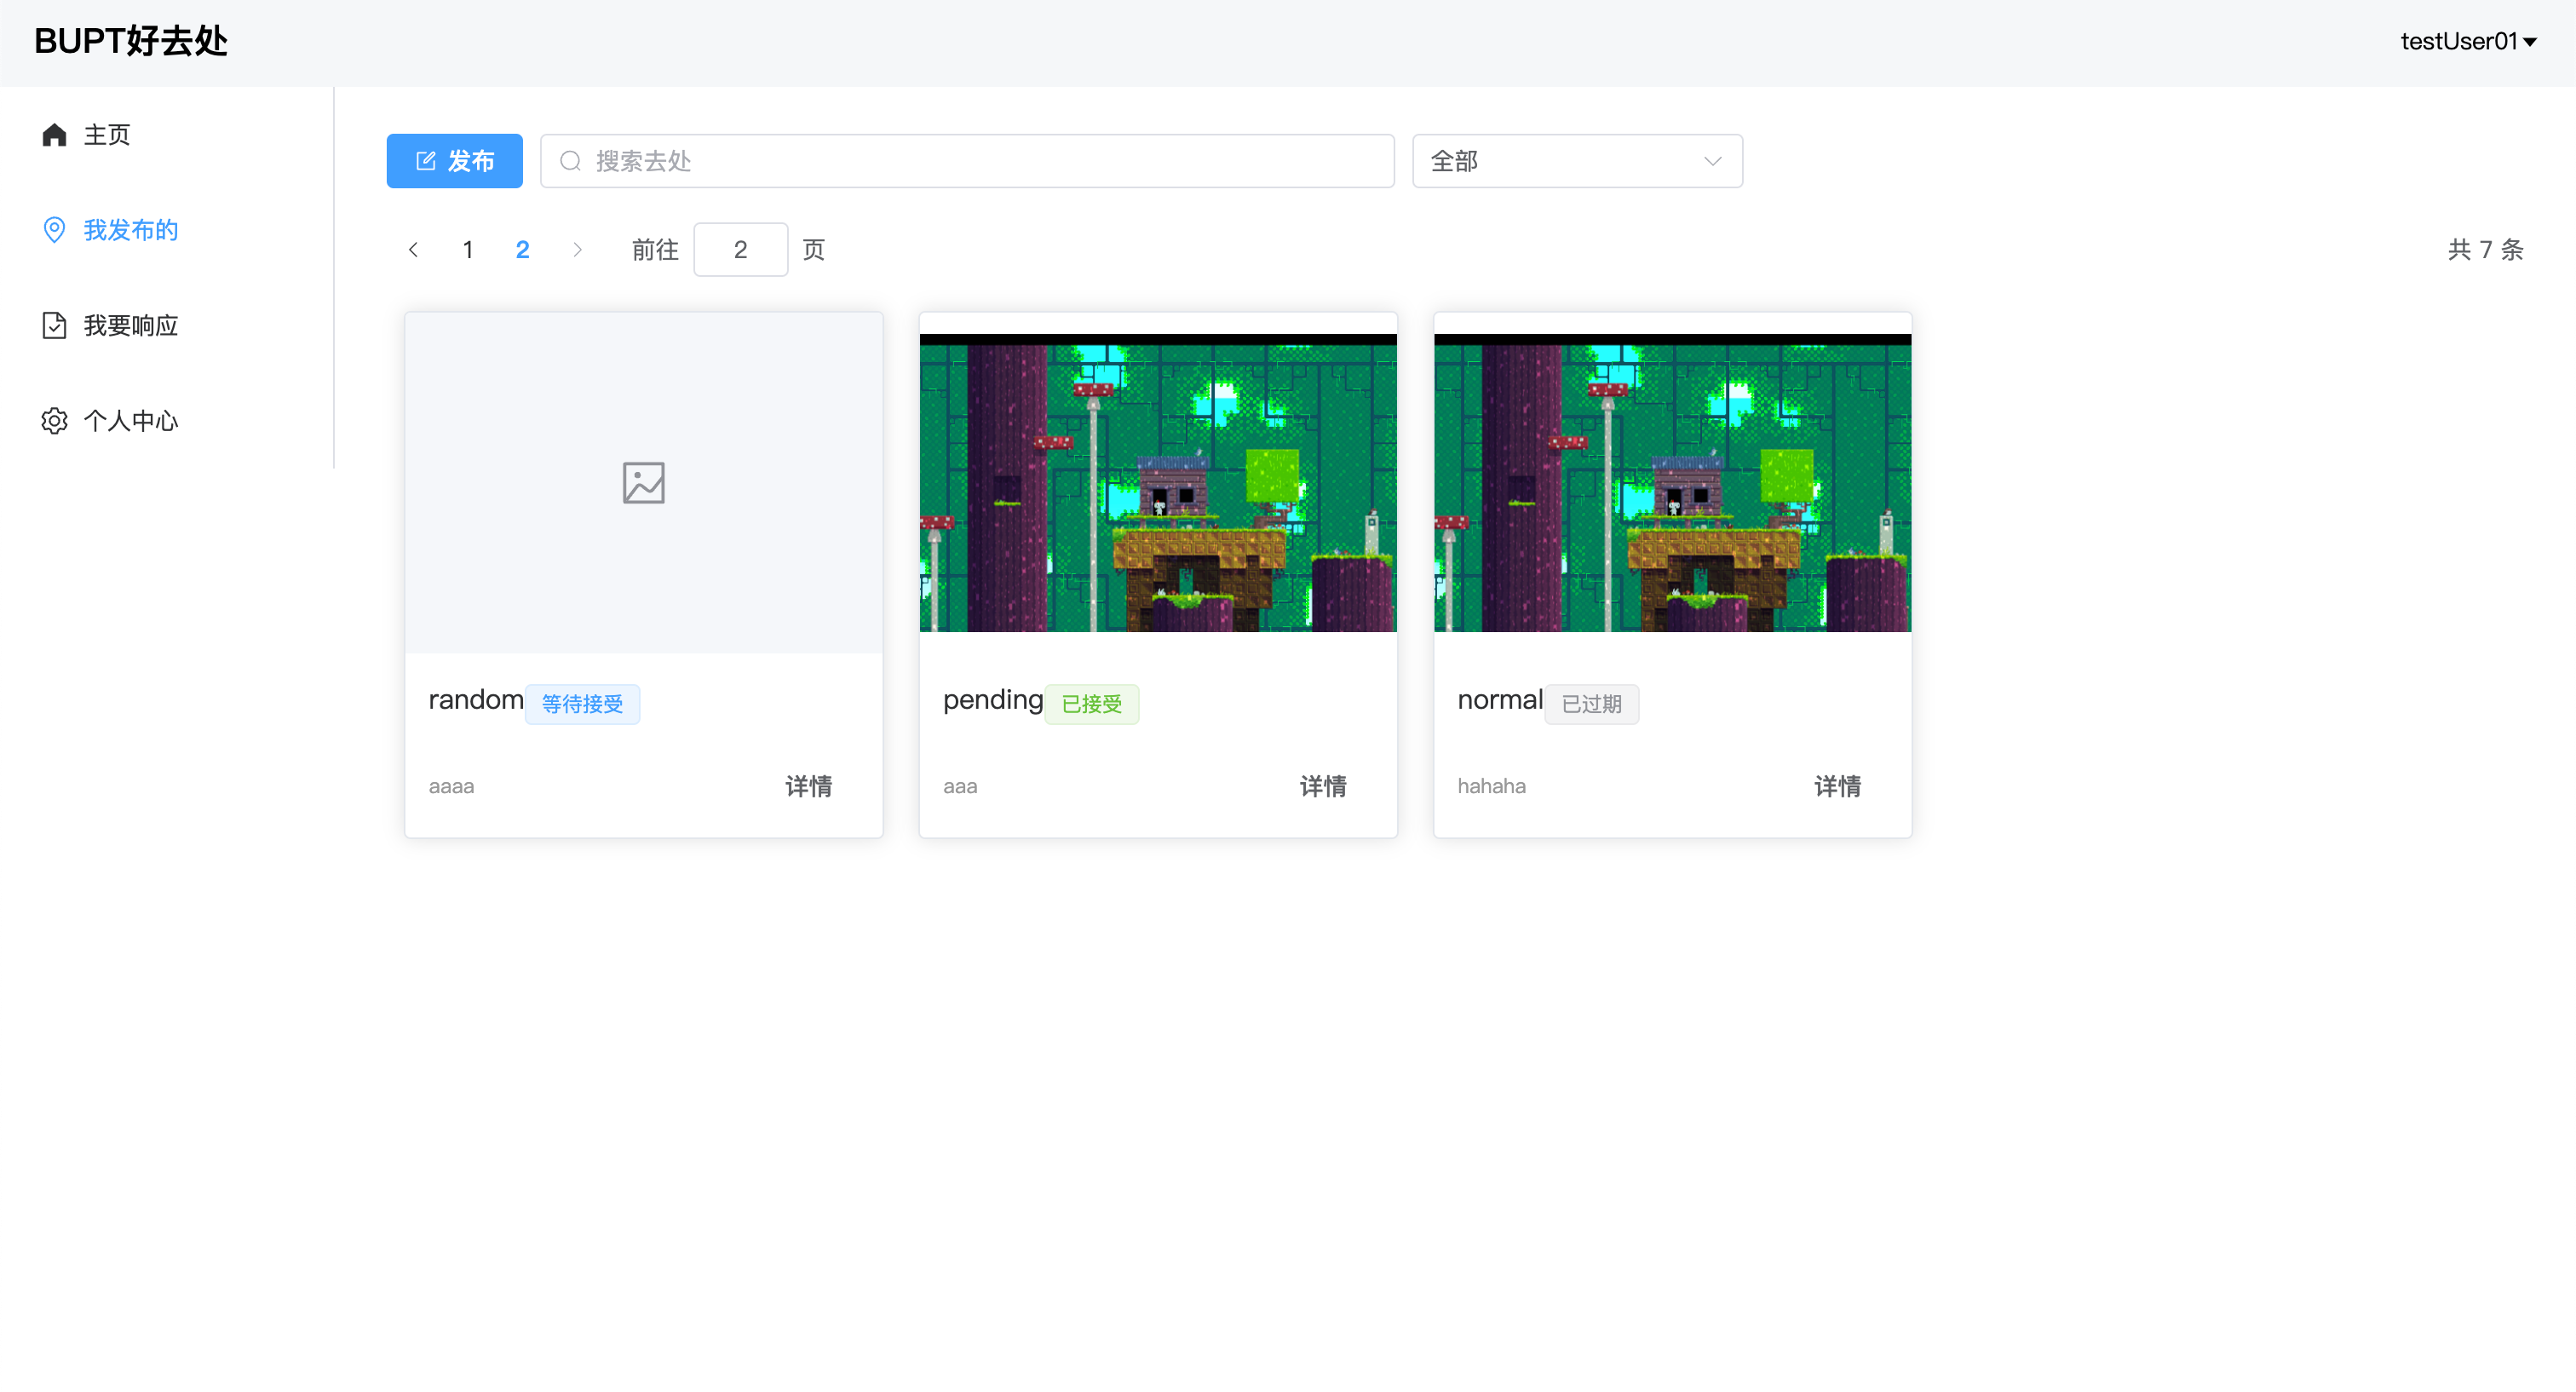 BUPT好去处
testUser01
主页
我发布的
我要响应
个人中心
发布
搜索去处
全部
1 2 前往 2 页
共 7 条
random 等待接受
aaaa 详情
pending 已接受
aaa 详情
normal 已过期
hahaha 详情